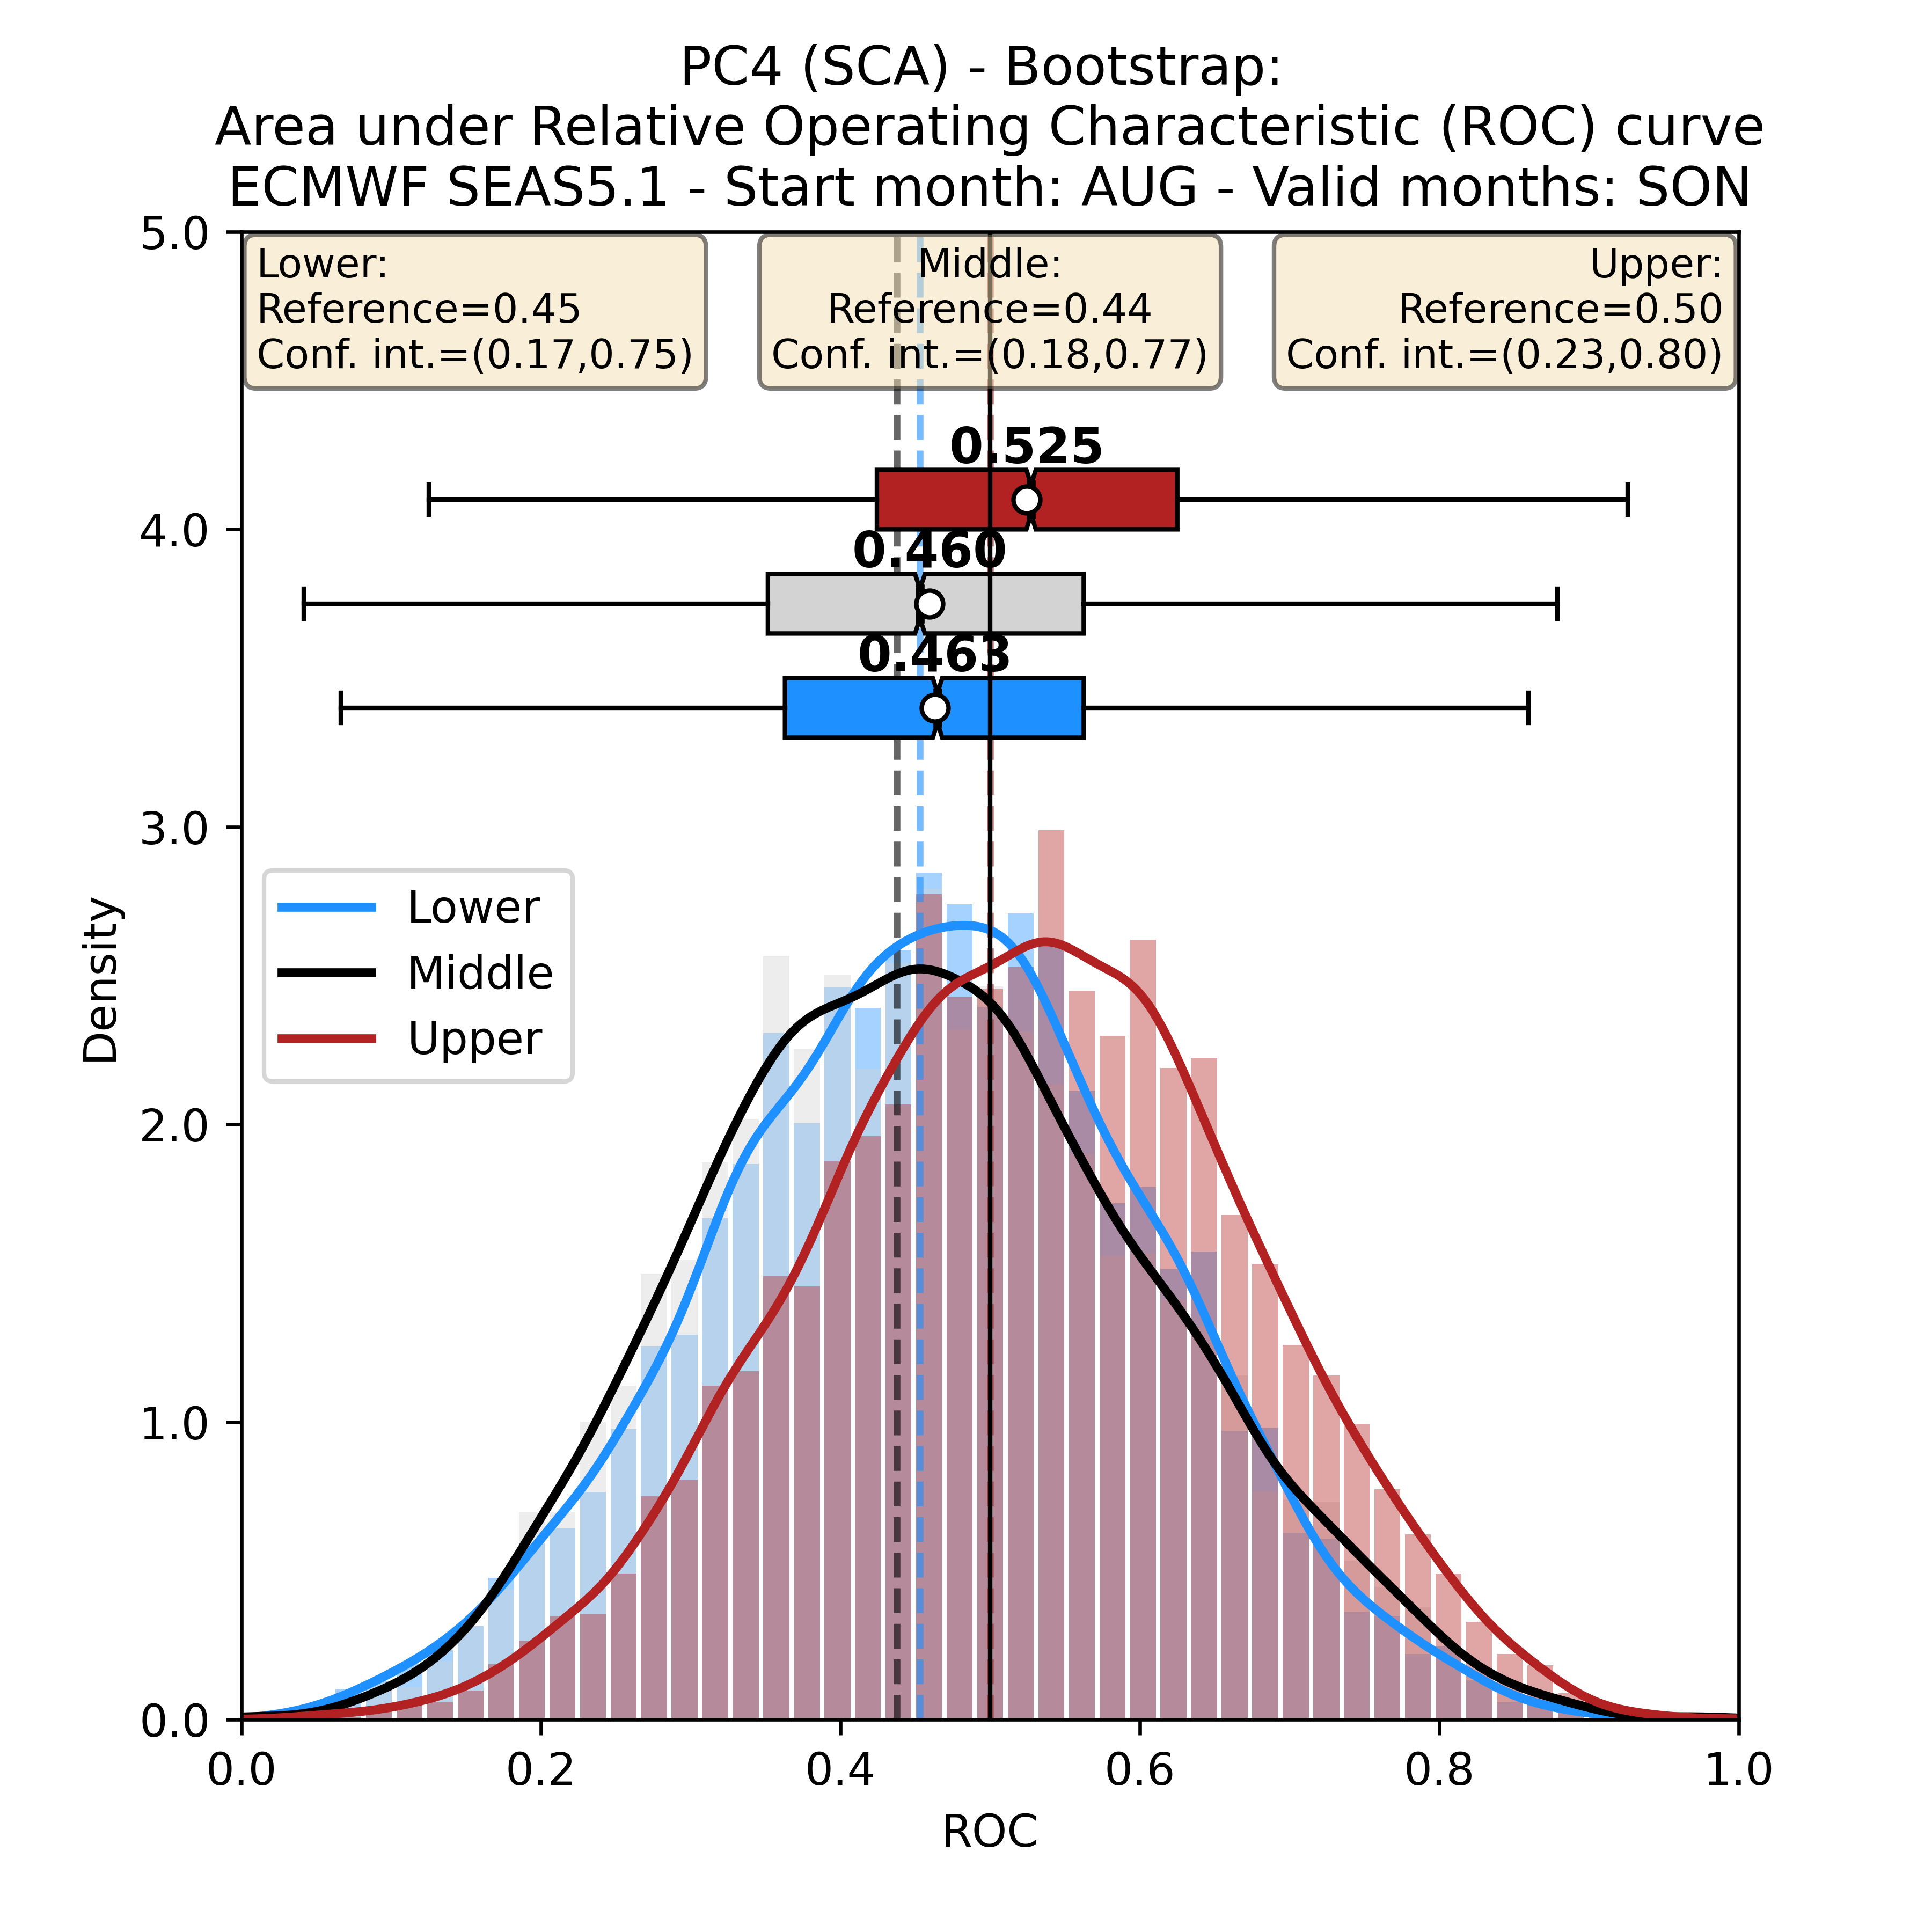 PC4 (SCA) - Bootstrap:
Area under Relative Operating Characteristic (ROC) curve
ECMWF SEAS5.1 - Start month: AUG - Valid months: SON
5.0
Lower:
Reference=0.45
Conf. int.=(0.17,0.75)
Middle:
Reference=0.44
Conf. int.=(0.18,0.77)
Upper:
Reference=0.50
Conf. int.=(0.23,0.80)
0.525
4.0
0.460
0.463
3.0
Lower
Middle
Upper
Density
2.0
1.0
0.0
0.0 0.2 0.4 0.6 0.8 1.0
ROC